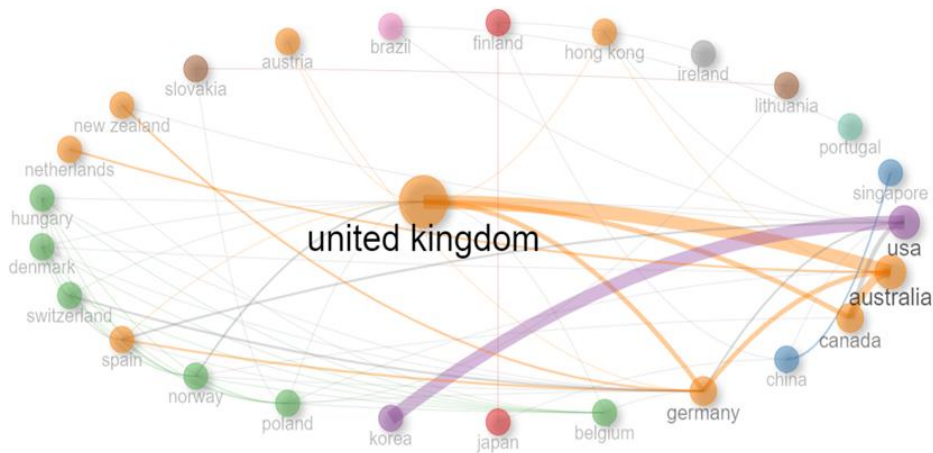 brazil
finland
hong kong
austria
ireland
slovakia
lithuania
new zealand
portugal
netherlands
singapore
hungary
united kingdom
usa
denmark
australia
switzerland
canada
spain
china
norway
germany
poland
korea
japan
belgium